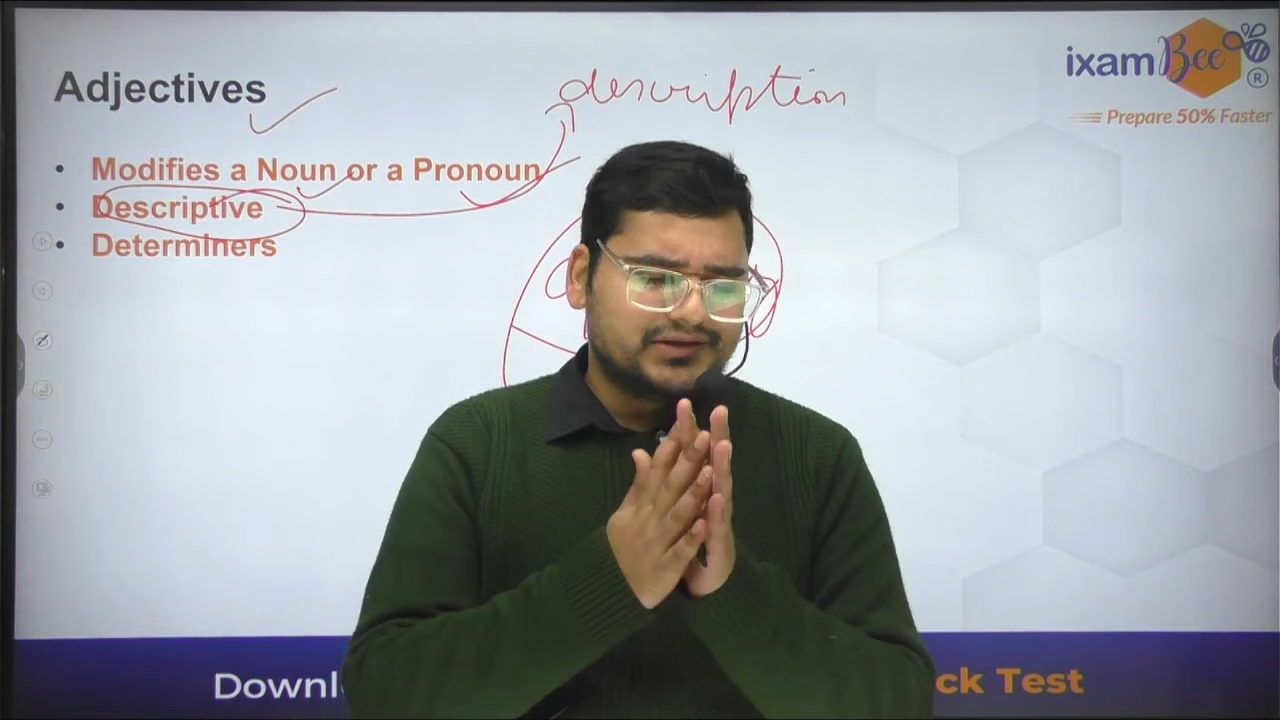 Adjectives
description
ixamBee
®
Prepare 50% Faster
• Modifies a Noun or a Pronoun
• Descriptive
• Determiners
Downl
ck Test